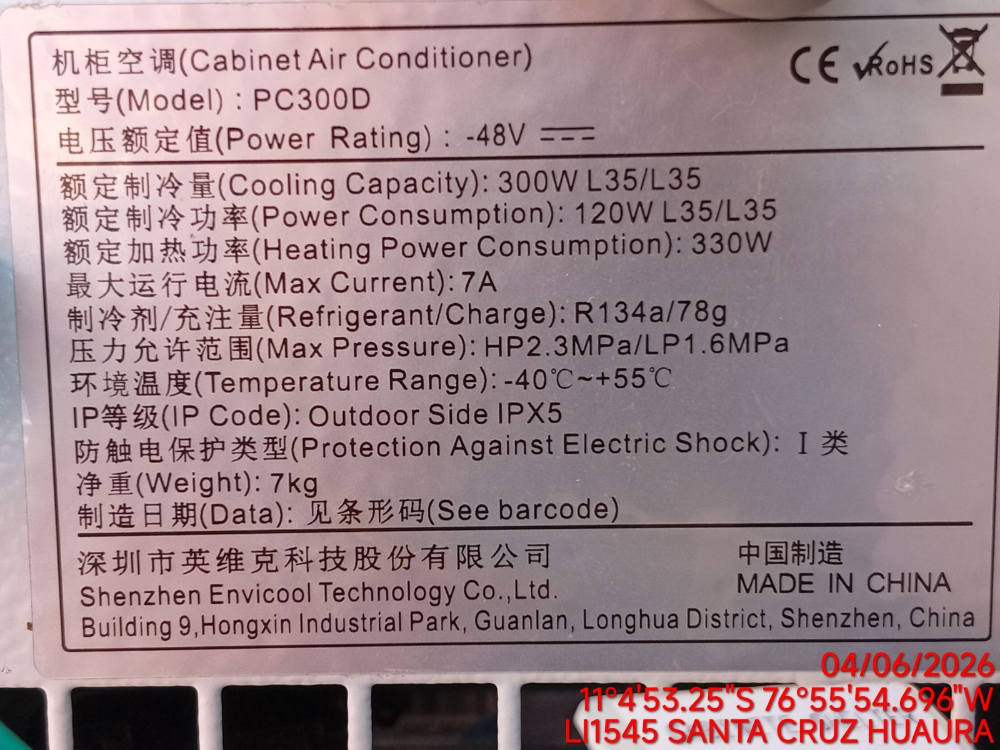 机柜空调(Cabinet Air Conditioner)
CE RoHS
型号(Model) : PC300D
电压额定值(Power Rating) : -48V
额定制冷量(Cooling Capacity): 300W L35/L35
额定制冷功率(Power Consumption): 120W L35/L35
额定加热功率(Heating Power Consumption): 330W
最大运行电流(Max Current): 7A
制冷剂/充注量(Refrigerant/Charge): R134a/78g
压力允许范围(Max Pressure): HP2.3MPa/LP1.6MPa
环境温度(Temperature Range): -40℃~+55℃
IP等级(IP Code): Outdoor Side IPX5
防触电保护类型(Protection Against Electric Shock): I 类
净重(Weight): 7kg
制造日期(Data): 见条形码(See barcode)
深圳市英维克科技股份有限公司
中国制造
Shenzhen Envicool Technology Co.,Ltd.
MADE IN CHINA
Building 9,Hongxin Industrial Park, Guanlan, Longhua District, Shenzhen, China
04/06/2026
11°4'53.25"S 76°55'54.696"W
LI1545 SANTA CRUZ HUAURA